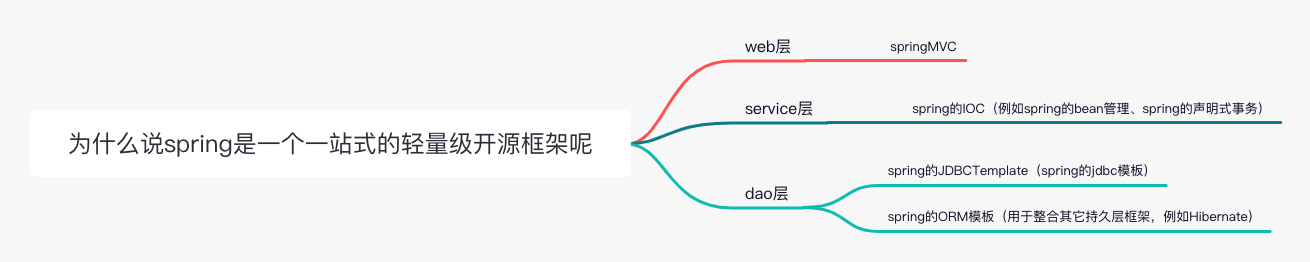 为什么说spring是一个一站式的轻量级开源框架呢
web层
springMVC
service层
spring的IOC（例如spring的bean管理、spring的声明式事务）
dao层
spring的JDBCTemplate（spring的jdbc模板）
spring的ORM模板（用于整合其它持久层框架，例如Hibernate）